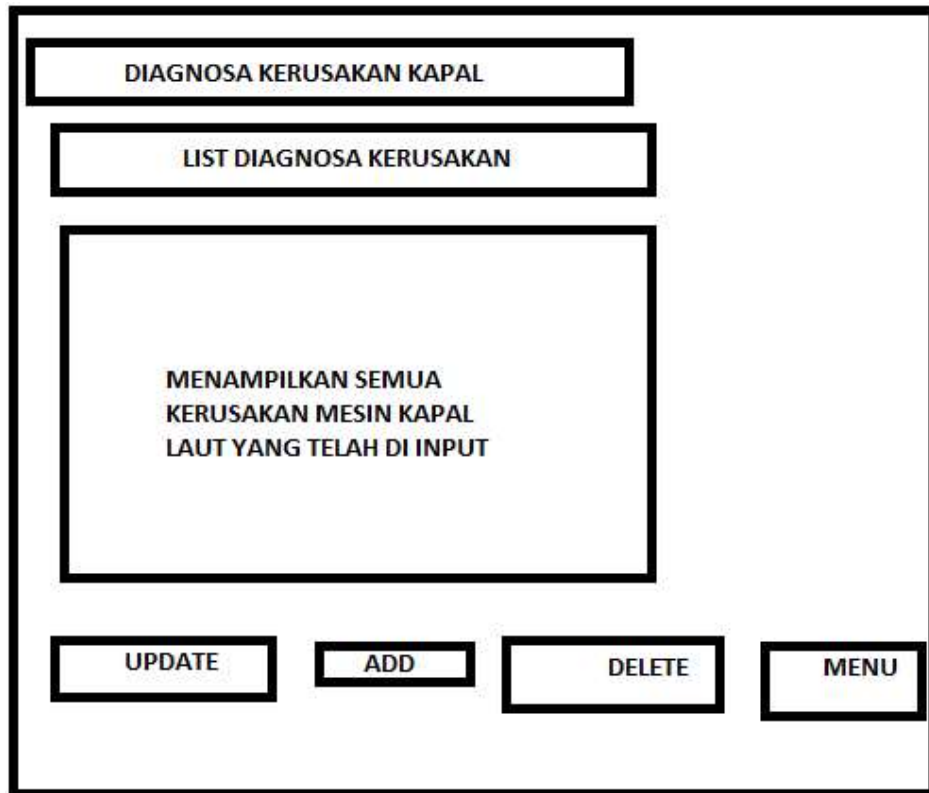 DIAGNOSA KERUSAKAN KAPAL
LIST DIAGNOSA KERUSAKAN
MENAMPILKAN SEMUA
KERUSAKAN MESIN KAPAL
LAUT YANG TELAH DI INPUT
UPDATE
ADD
DELETE
MENU